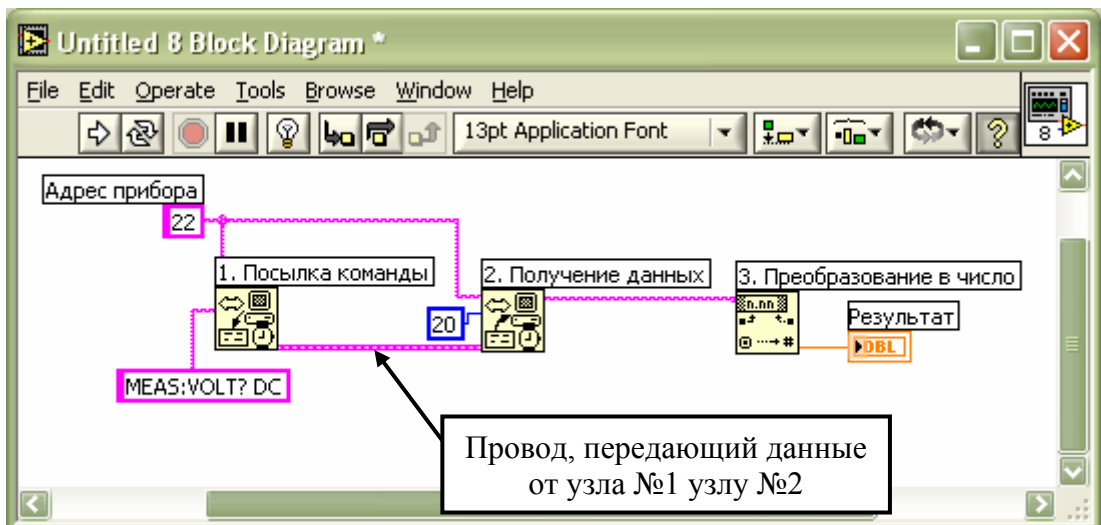 Untitled 8 Block Diagram *
File Edit Operate Tools Browse Window Help
13pt Application Font
?
8
Адрес прибора
22
1. Посылка команды
2. Получение данных
3. Преобразование в число
n.nn
20
Результат
DBL
MEAS:VOLT? DC
Провод, передающий данные
от узла №1 узлу №2